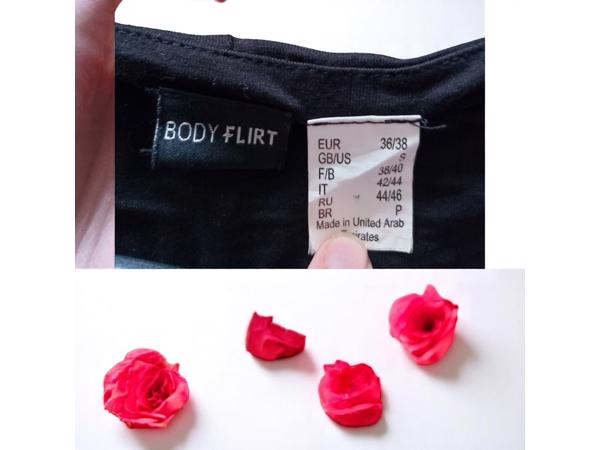 BODY FLIRT
EUR 36/38
GB/US S
F/B 38/40
IT 42/44
RU 44/46
BR P
Made in United Arab